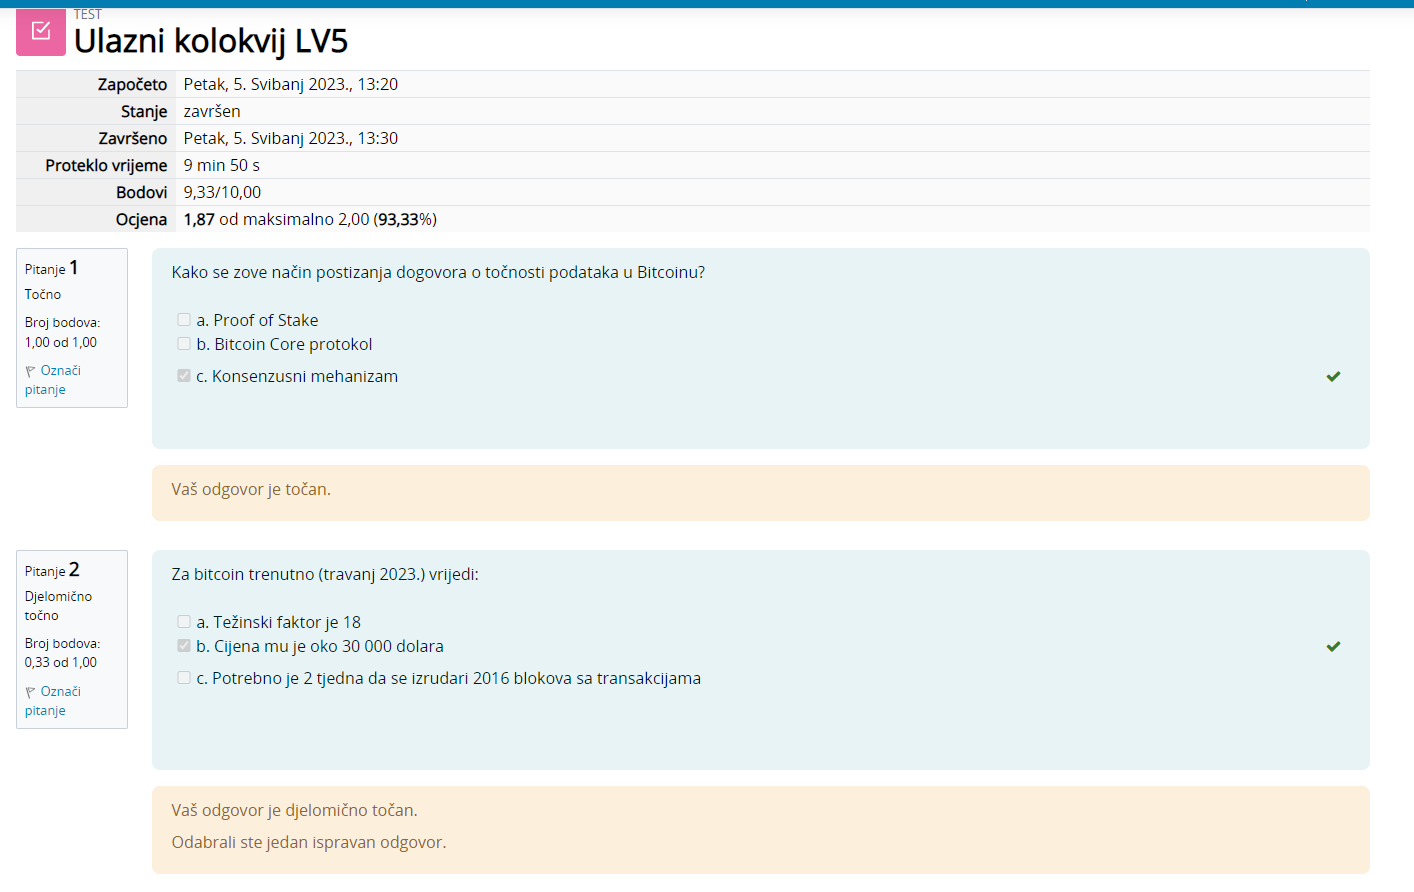 TEST
Ulazni kolokvij LV5
Započeto Petak, 5. Svibanj 2023., 13:20
Stanje završen
Završeno Petak, 5. Svibanj 2023., 13:30
Proteklo vrijeme 9 min 50 s
Bodovi 9,33/10,00
Ocjena 1,87 od maksimalno 2,00 (93,33%)
Pitanje 1
Točno
Broj bodova:
1,00 od 1,00
Označi
pitanje
Kako se zove način postizanja dogovora o točnosti podataka u Bitcoinu?
a. Proof of Stake
b. Bitcoin Core protokol
c. Konsenzusni mehanizam
Vaš odgovor je točan.
Pitanje 2
Djelomično
točno
Broj bodova:
0,33 od 1,00
Označi
pitanje
Za bitcoin trenutno (travanj 2023.) vrijedi:
a. Težinski faktor je 18
b. Cijena mu je oko 30 000 dolara
c. Potrebno je 2 tjedna da se izrudari 2016 blokova sa transakcijama
Vaš odgovor je djelomično točan.
Odabrali ste jedan ispravan odgovor.